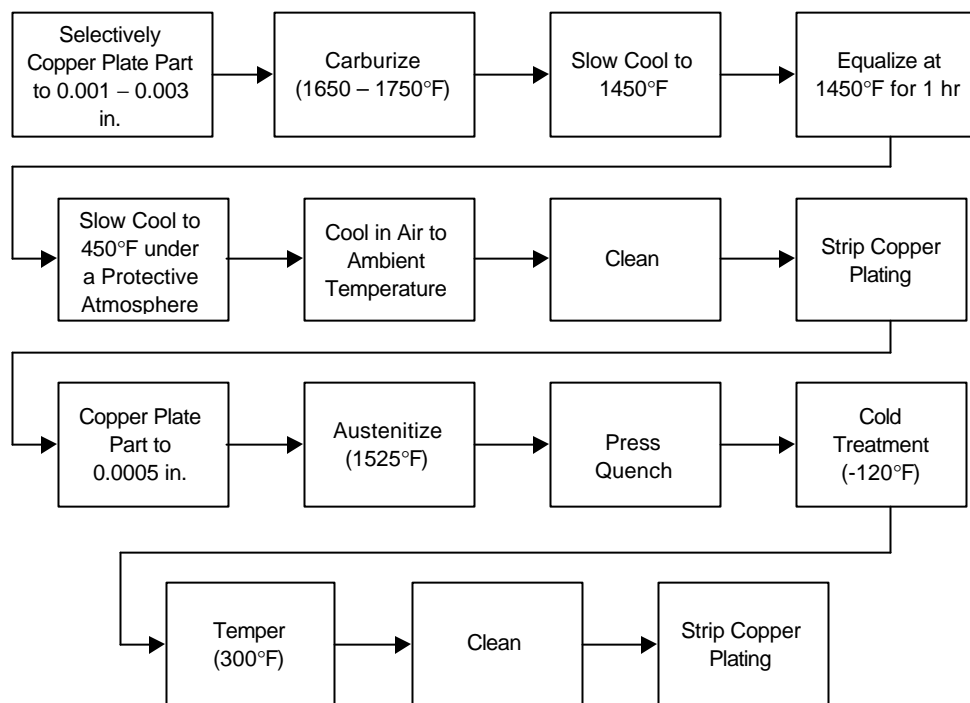 Selectively
Copper Plate Part
to 0.001 – 0.003
in.
Carburize
(1650 – 1750°F)
Slow Cool to
1450°F
Equalize at
1450°F for 1 hr
Slow Cool to
450°F under
a Protective
Atmosphere
Cool in Air to
Ambient
Temperature
Clean
Strip Copper
Plating
Copper Plate
Part to
0.0005 in.
Austenitize
(1525°F)
Press
Quench
Cold
Treatment
(-120°F)
Temper
(300°F)
Clean
Strip Copper
Plating